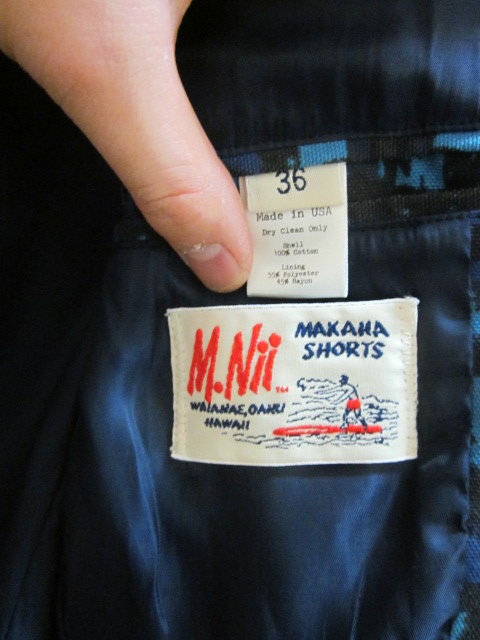 36
Made in USA
Dry Clean Only
Shell
100% Cotton
Lining
55% Polyester
45% Rayon
M.Nii TM
MAKAHA
SHORTS
WAIANAE, OAHU
HAWAII